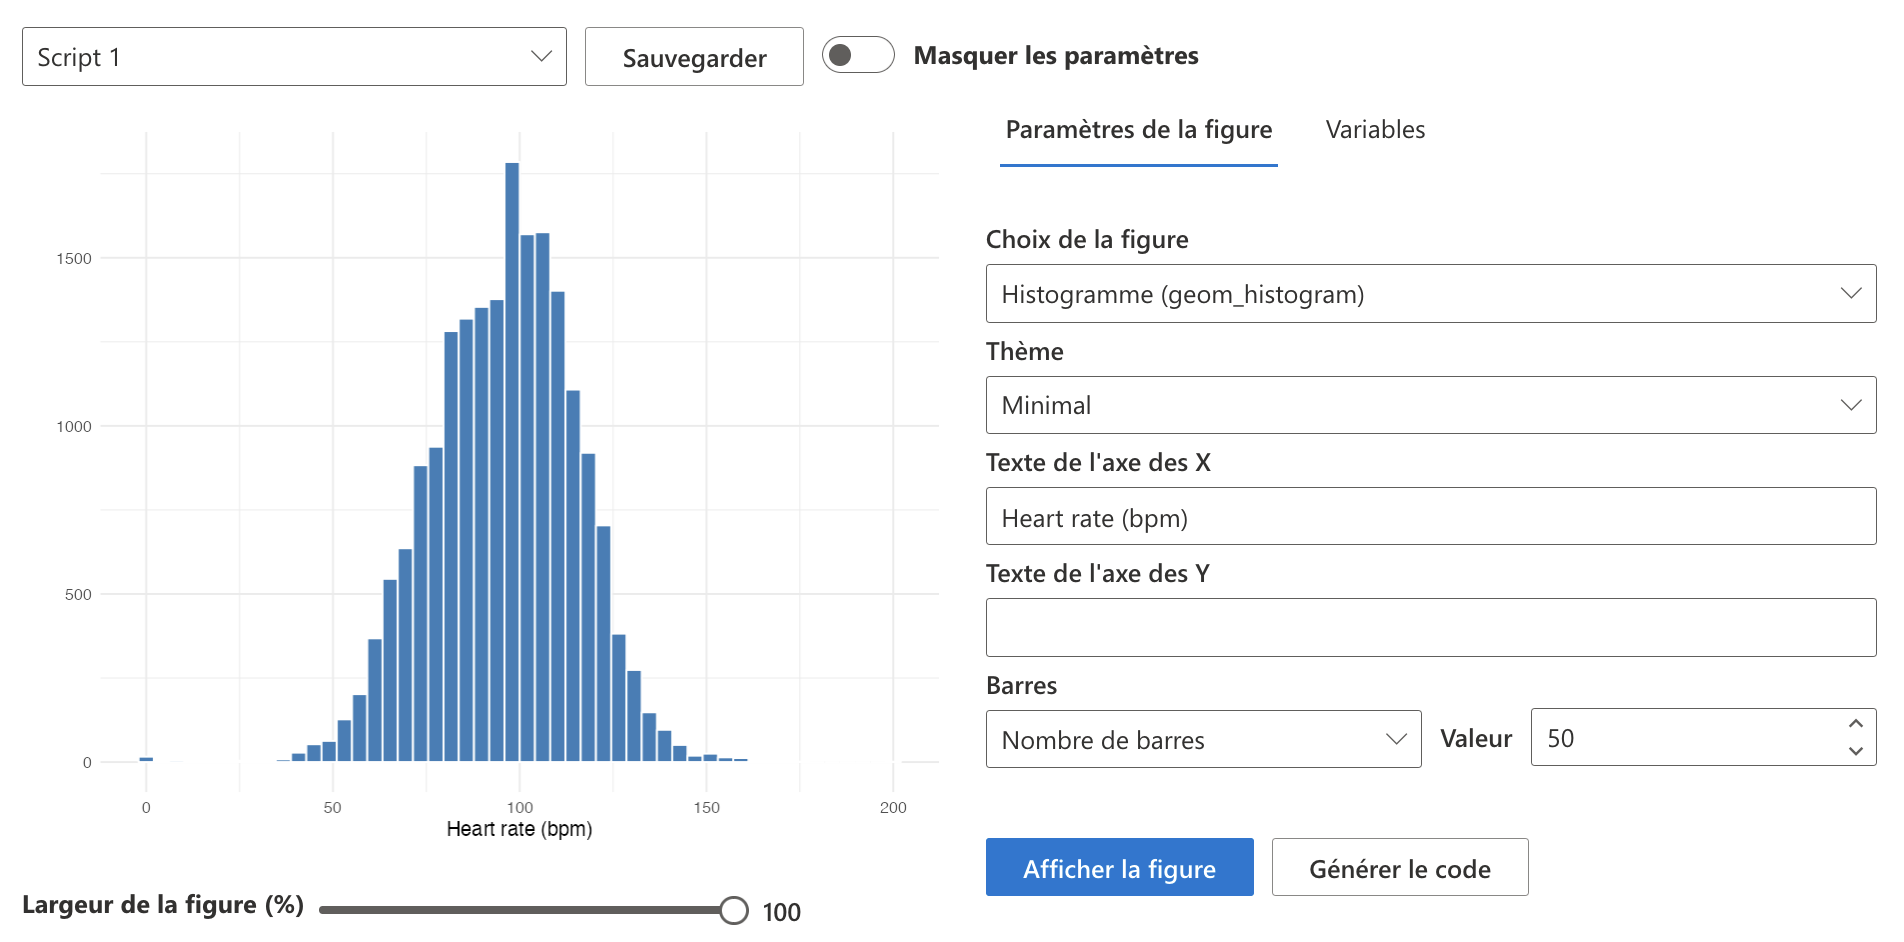 Script 1
Sauvegarder
Masquer les paramètres
Paramètres de la figure
Variables
1500
1000
500
0
0
50
100
150
200
Heart rate (bpm)
Largeur de la figure (%)
100
Choix de la figure
Histogramme (geom_histogram)
Thème
Minimal
Texte de l'axe des X
Heart rate (bpm)
Texte de l'axe des Y
Barres
Nombre de barres
Valeur
50
Afficher la figure
Générer le code